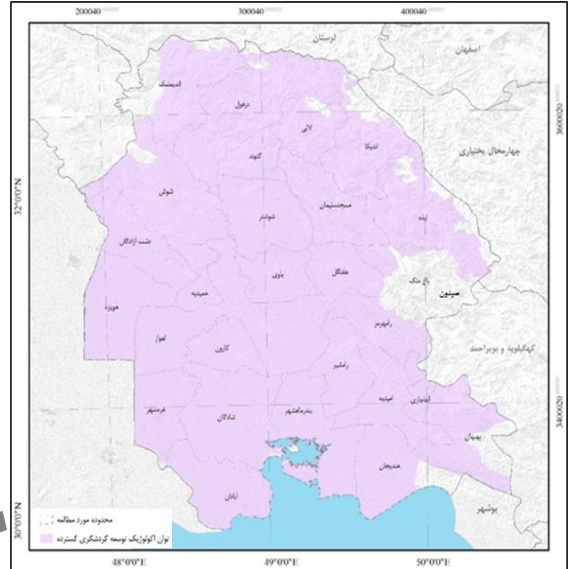 200040 300040 400040
لرستان
اصفهان
اندیمشک
دزفول
لالی
3600020
اندیکا
گتوند
چهارمحال بختیاری
شوش
مسجدسلیمان
32°0'0"N
شوشتر
ایذه
دشت آزادگان
هفتگل
باوی
باغ ملک
صیدون
حمیدیه
هویزه
رامهرمز
اهواز
کارون
کهگیلویه و بویراحمد
رامشیر
امیدیه
آغاجاری
3400020
خرمشهر
بندرماهشهر
شادگان
بهبهان
هندیجان
آبادان
بوشهر
30°0'0"N
محدوده مورد مطالعه
توان اکولوژیک توسعه گردشگری گسترده
48°0'0"E 49°0'0"E 50°0'0"E